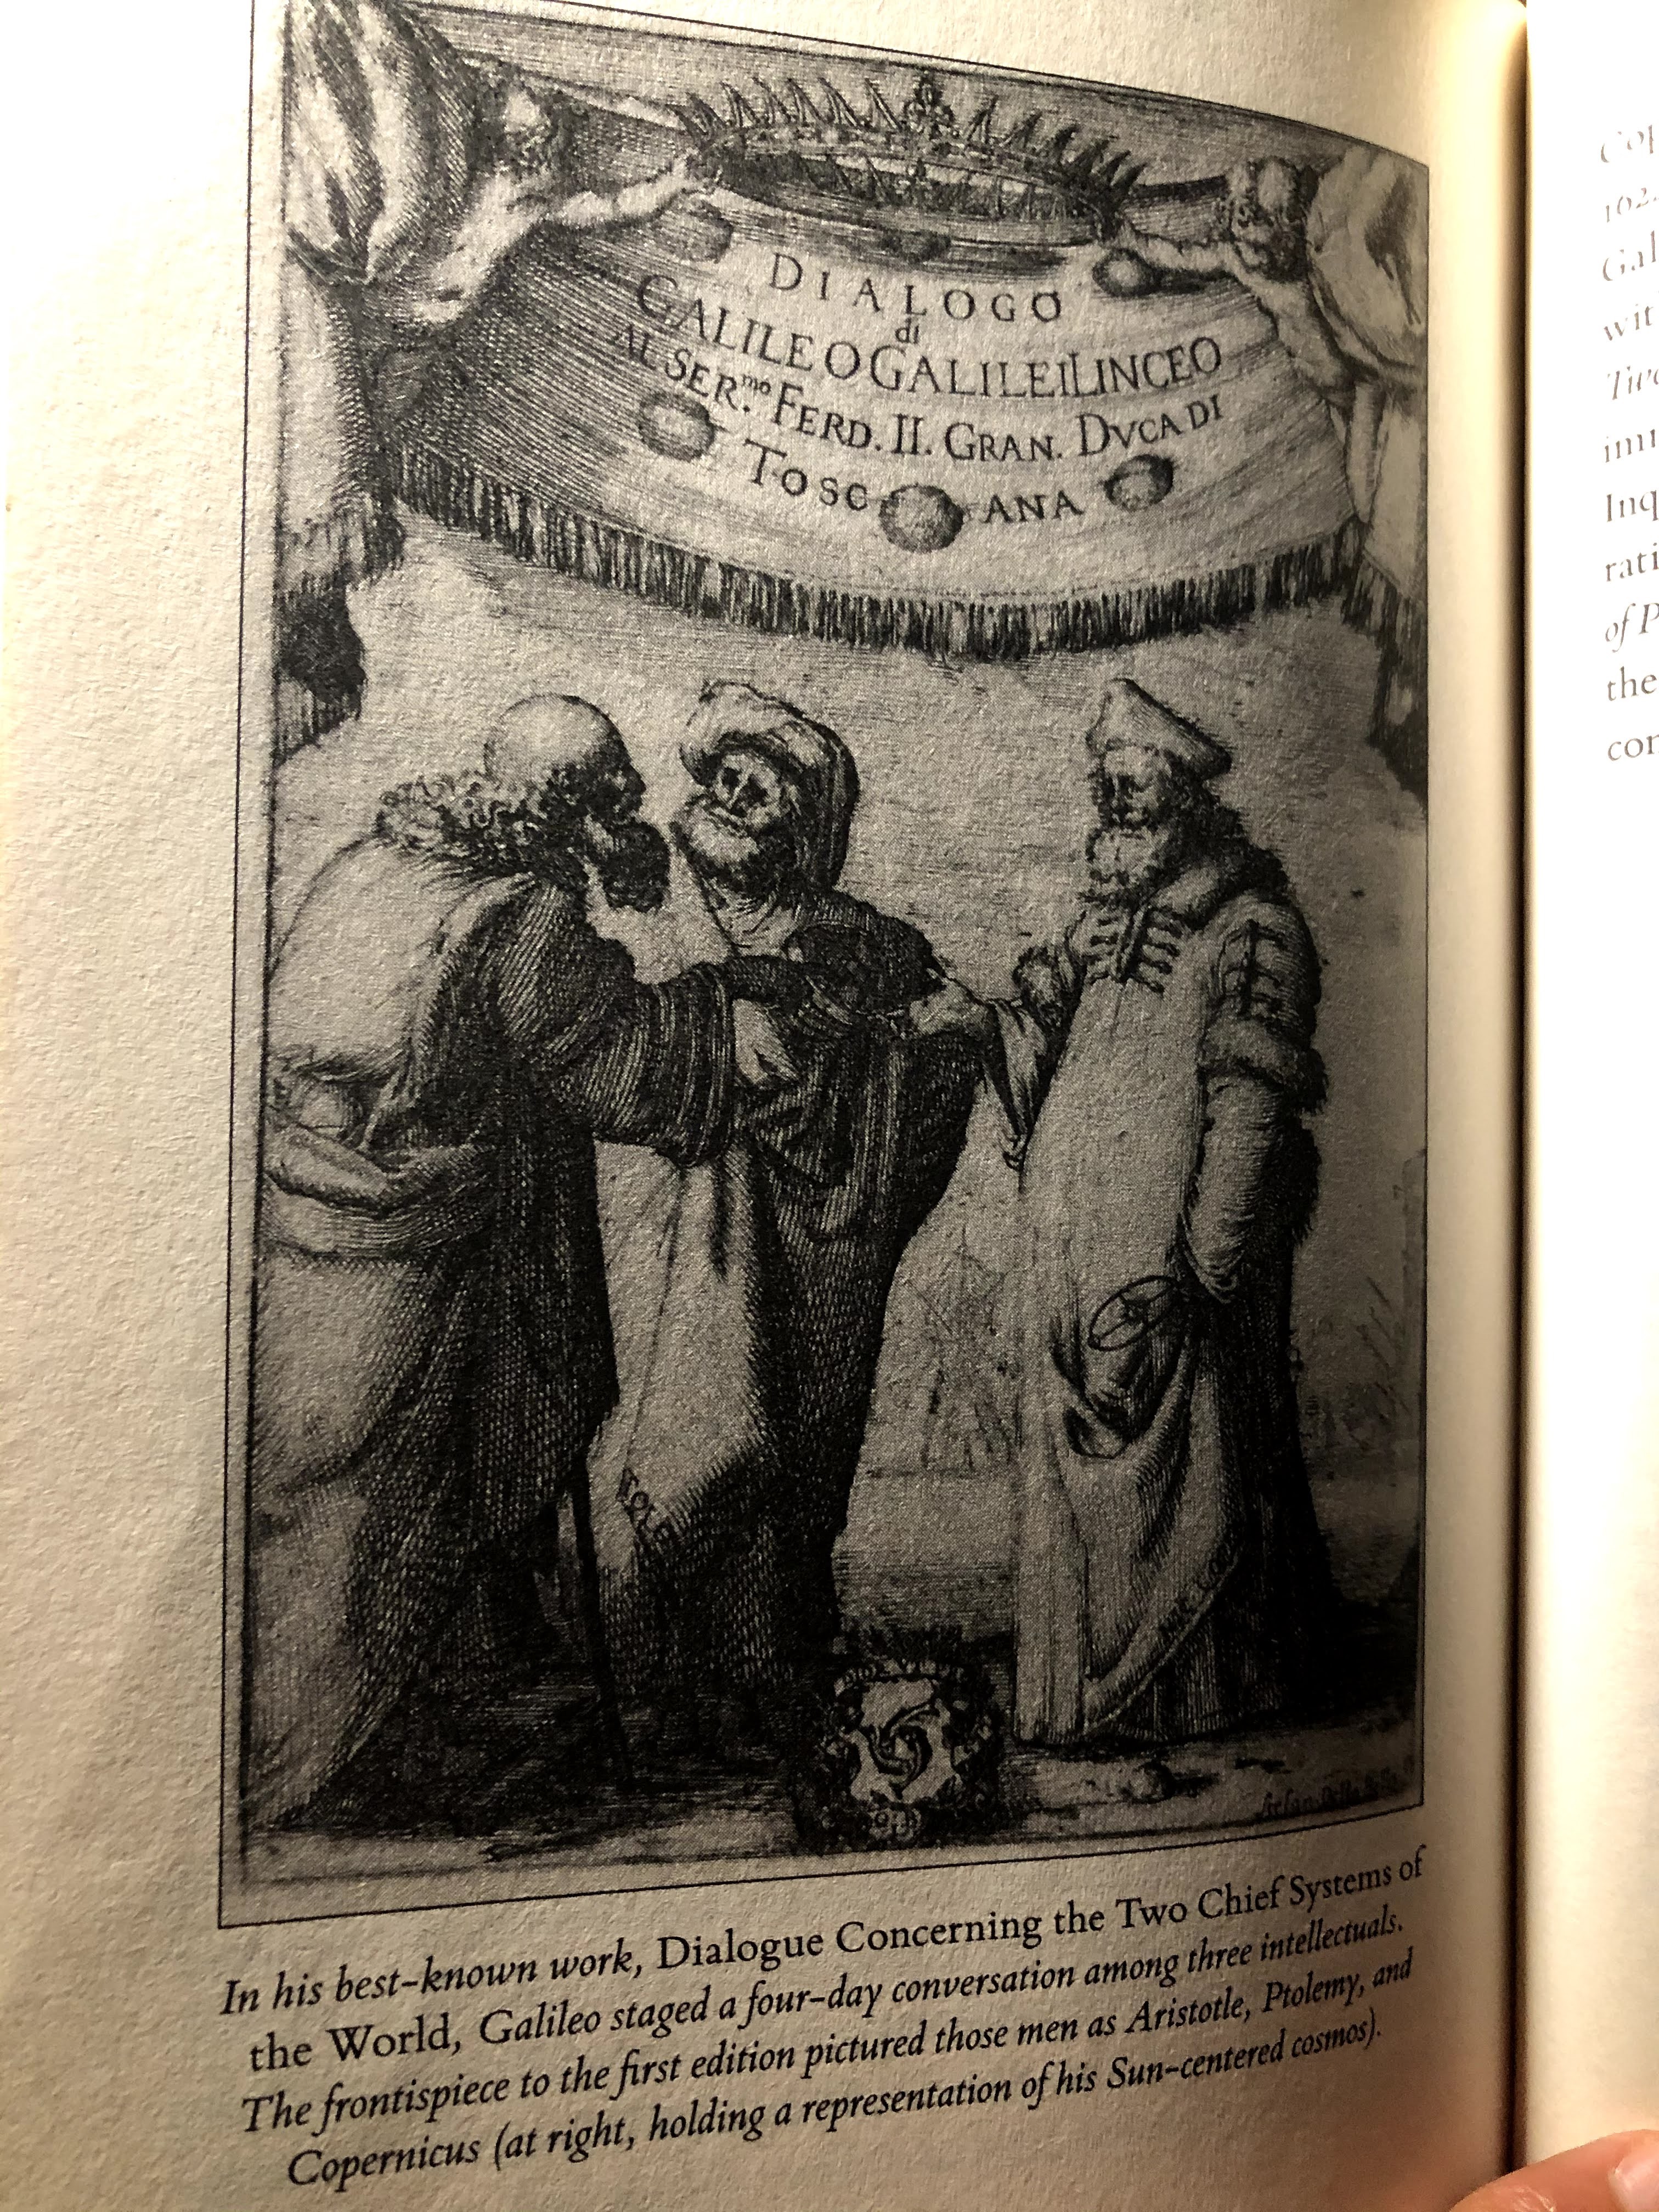 DIALOGO
di
GALILEO GALILEI LINCEO
AL SER.mo FERD. II. GRAN. DVCA DI
TOSCANA
In his best-known work, Dialogue Concerning the Two Chief Systems of
the World, Galileo staged a four-day conversation among three intellectuals.
The frontispiece to the first edition pictured those men as Aristotle, Ptolemy, and
Copernicus (at right, holding a representation of his Sun-centered cosmos).
of P
the